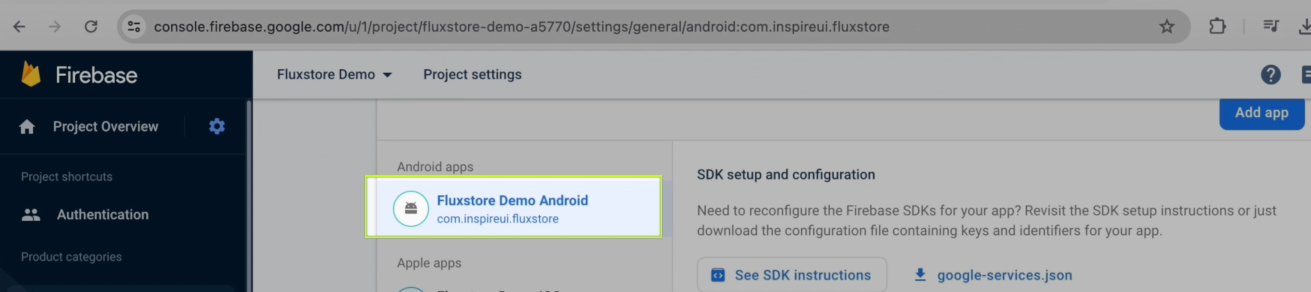 console.firebase.google.com/u/1/project/fluxstore-demo-a5770/settings/general/android:com.inspireui.fluxstore
Firebase
Fluxstore Demo
Project settings
Project Overview
Add app
Project shortcuts
Authentication
Product categories
Android apps
Fluxstore Demo Android
com.inspireui.fluxstore
Apple apps
SDK setup and configuration
Need to reconfigure the Firebase SDKs for your app? Revisit the SDK setup instructions or just
download the configuration file containing keys and identifiers for your app.
See SDK instructions
google-services.json